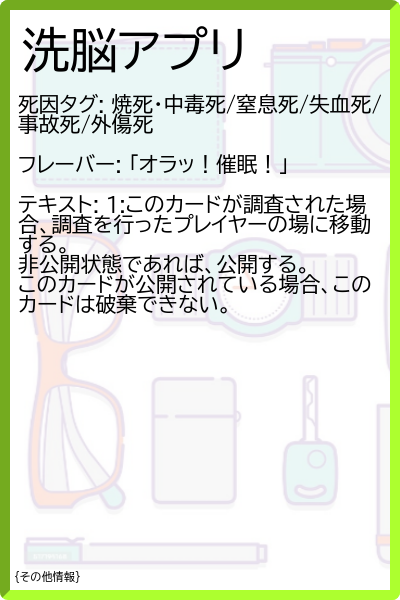 洗脳アプリ
死因タグ: 焼死・中毒死/窒息死/失血死/
事故死/外傷死
フレーバー: 「オラッ！催眠！」
テキスト: 1:このカードが調査された場
合、調査を行ったプレイヤーの場に移動
する。
非公開状態であれば、公開する。
このカードが公開されている場合、この
カードは破棄できない。
{その他情報}